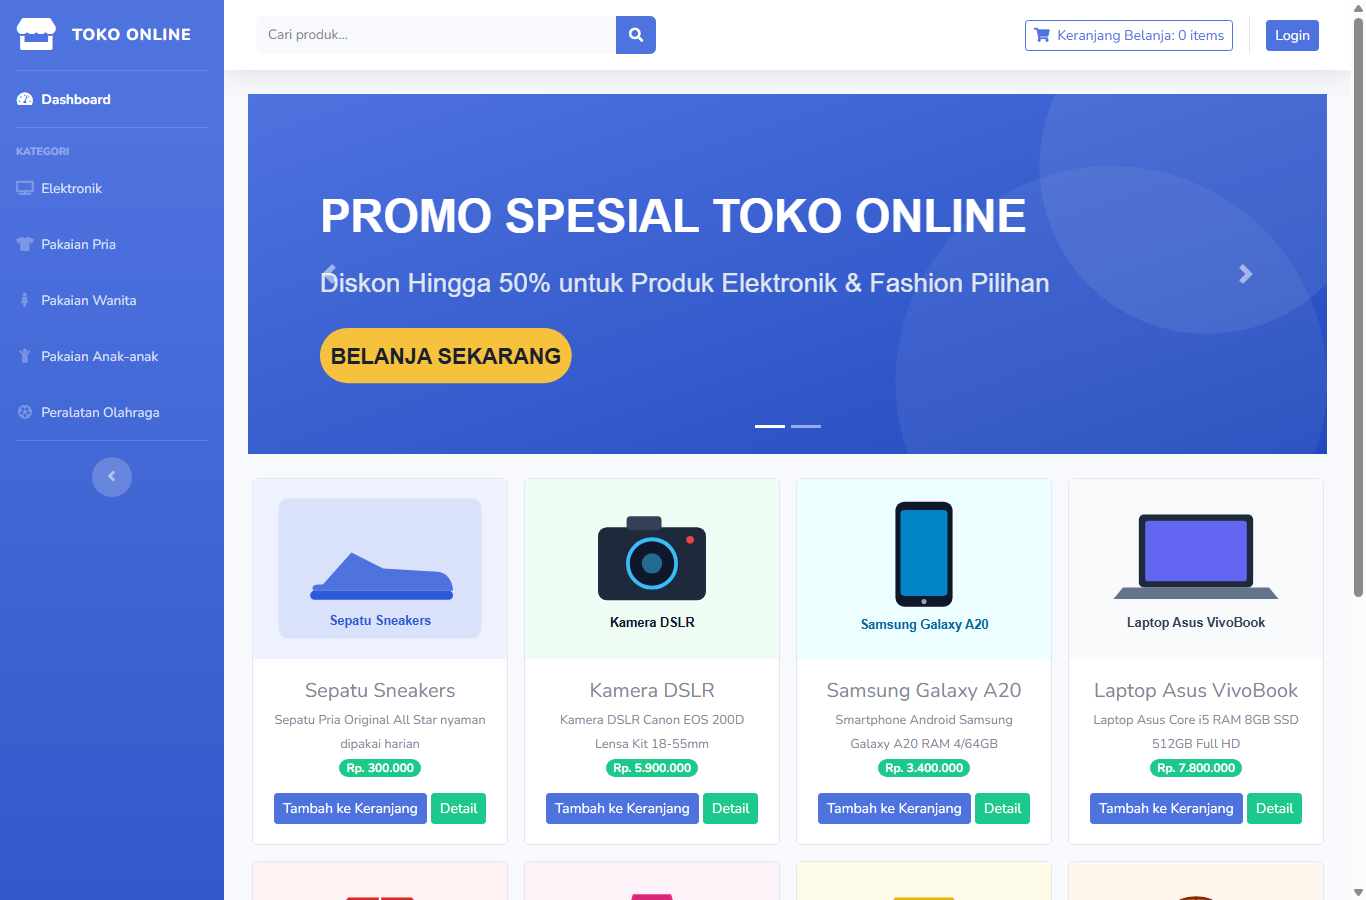 TOKO ONLINE
Cari produk...
Keranjang Belanja: 0 items
Login
Dashboard
KATEGORI
Elektronik
Pakaian Pria
Pakaian Wanita
Pakaian Anak-anak
Peralatan Olahraga
PROMO SPESIAL TOKO ONLINE
Diskon Hingga 50% untuk Produk Elektronik & Fashion Pilihan
BELANJA SEKARANG
Sepatu Sneakers
Sepatu Sneakers
Sepatu Pria Original All Star nyaman
dipakai harian
Rp. 300.000
Tambah ke Keranjang
Detail
Kamera DSLR
Kamera DSLR
Kamera DSLR Canon EOS 200D
Lensa Kit 18-55mm
Rp. 5.900.000
Tambah ke Keranjang
Detail
Samsung Galaxy A20
Samsung Galaxy A20
Smartphone Android Samsung
Galaxy A20 RAM 4/64GB
Rp. 3.400.000
Tambah ke Keranjang
Detail
Laptop Asus VivoBook
Laptop Asus VivoBook
Laptop Asus Core i5 RAM 8GB SSD
512GB Full HD
Rp. 7.800.000
Tambah ke Keranjang
Detail